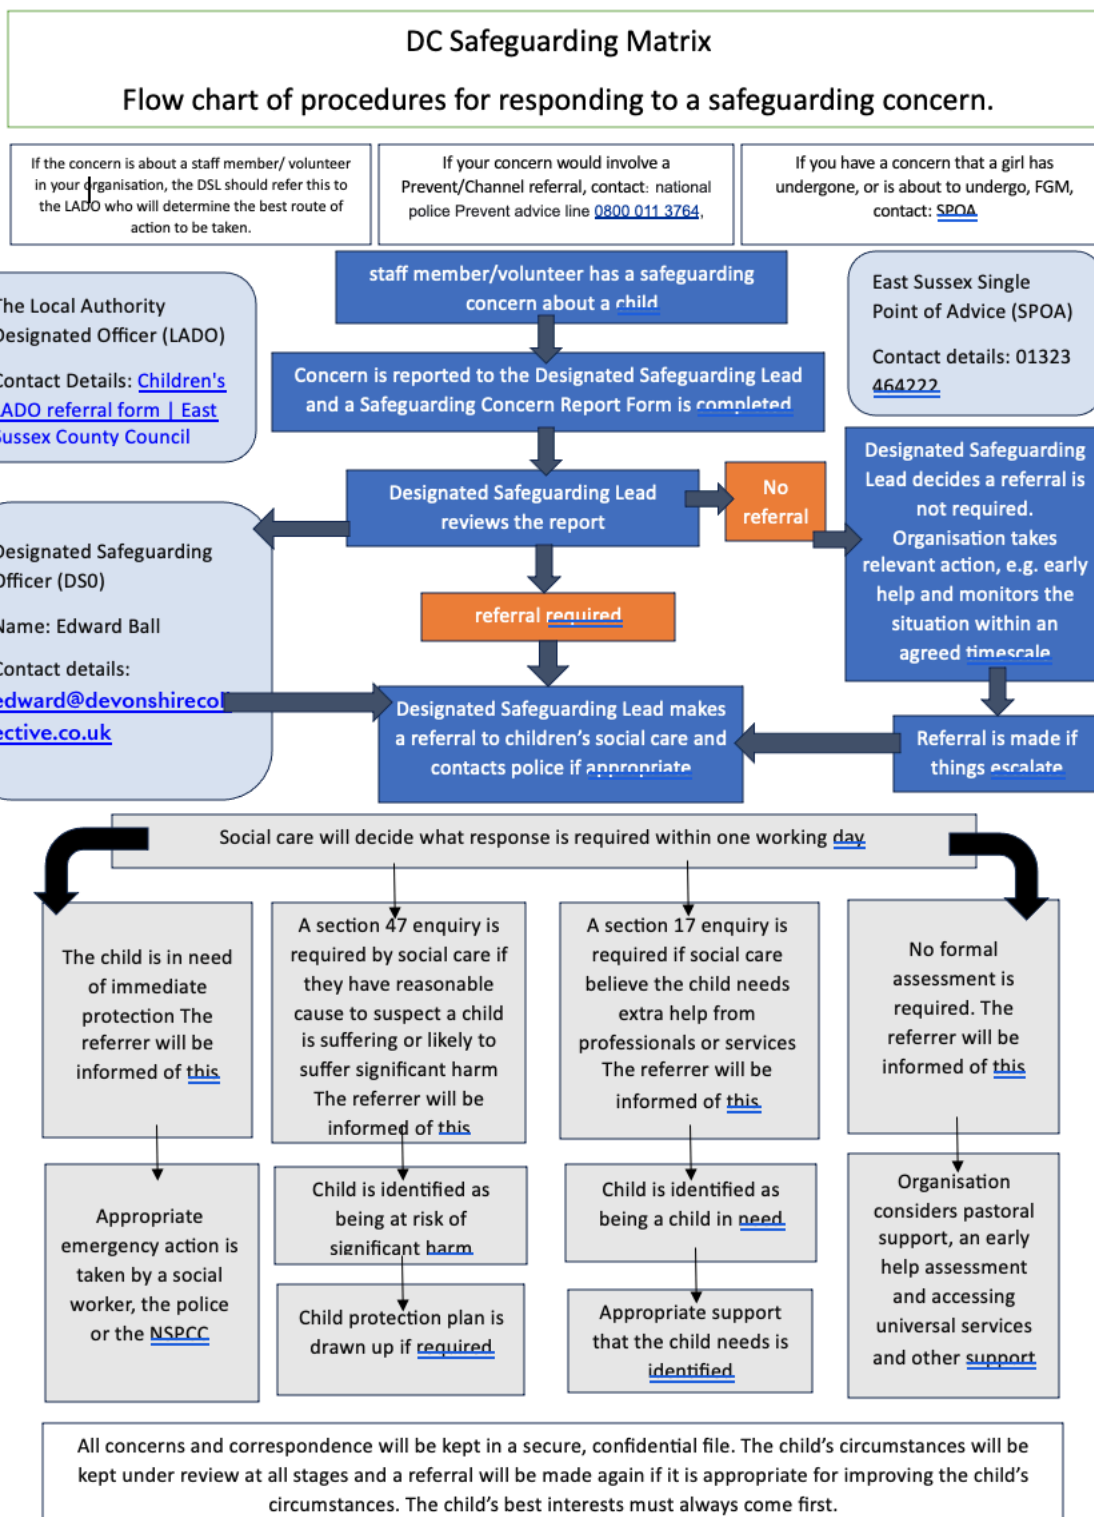 DC Safeguarding Matrix
Flow chart of procedures for responding to a safeguarding concern.
If the concern is about a staff member/ volunteer
in your organisation, the DSL should refer this to
the LADO who will determine the best route of
action to be taken.
If your concern would involve a
Prevent/Channel referral, contact: national
police Prevent advice line 0800 011 3764,
If you have a concern that a girl has
undergone, or is about to undergo, FGM,
contact: SPOA
staff member/volunteer has a safeguarding
concern about a child
The Local Authority
Designated Officer (LADO)
Contact Details: Children's
LADO referral form | East
Sussex County Council
East Sussex Single
Point of Advice (SPOA)
Contact details: 01323
464222
Concern is reported to the Designated Safeguarding Lead
and a Safeguarding Concern Report Form is completed
Designated Safeguarding Lead
reviews the report
No
referral
Designated Safeguarding
Lead decides a referral is
not required.
Organisation takes
relevant action, e.g. early
help and monitors the
situation within an
agreed timescale
Designated Safeguarding
Officer (DS0)
Name: Edward Ball
Contact details:
edward@devonshirecoll
ective.co.uk
referral required
Designated Safeguarding Lead makes
a referral to children's social care and
contacts police if appropriate
Referral is made if
things escalate
Social care will decide what response is required within one working day
The child is in need
of immediate
protection The
referrer will be
informed of this
A section 47 enquiry is
required by social care if
they have reasonable
cause to suspect a child
is suffering or likely to
suffer significant harm
The referrer will be
informed of this
A section 17 enquiry is
required if social care
believe the child needs
extra help from
professionals or services
The referrer will be
informed of this
No formal
assessment is
required. The
referrer will be
informed of this
Appropriate
emergency action is
taken by a social
worker, the police
or the NSPCC
Child is identified as
being at risk of
significant harm
Child protection plan is
drawn up if required
Child is identified as
being a child in need
Appropriate support
that the child needs is
identified
Organisation
considers pastoral
support, an early
help assessment
and accessing
universal services
and other support
All concerns and correspondence will be kept in a secure, confidential file. The child's circumstances will be
kept under review at all stages and a referral will be made again if it is appropriate for improving the child's
circumstances. The child's best interests must always come first.